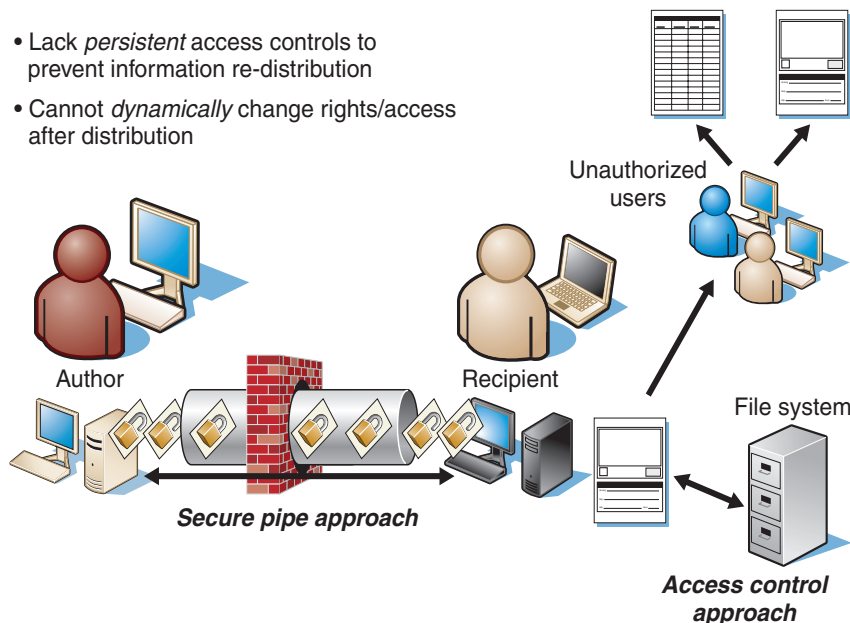 • Lack persistent access controls to
prevent information re-distribution
• Cannot dynamically change rights/access
after distribution
Unauthorized
users
Author
Recipient
File system
Secure pipe approach
Access control
approach